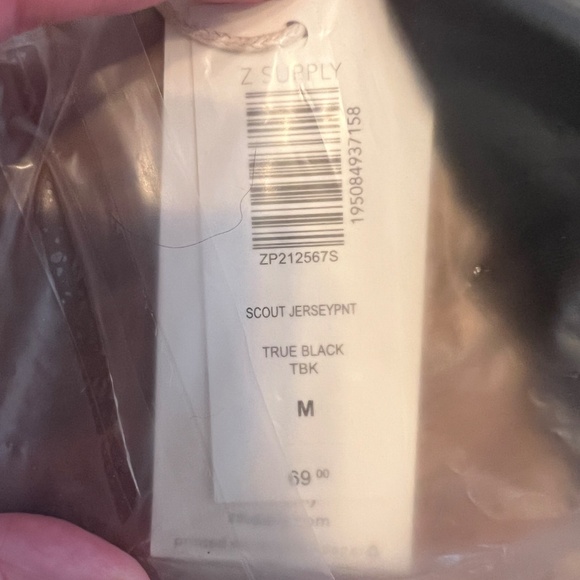 Z SUPPLY
195084937158
ZP212567S
SCOUT JERSEYPNT
TRUE BLACK
TBK
M
69 00